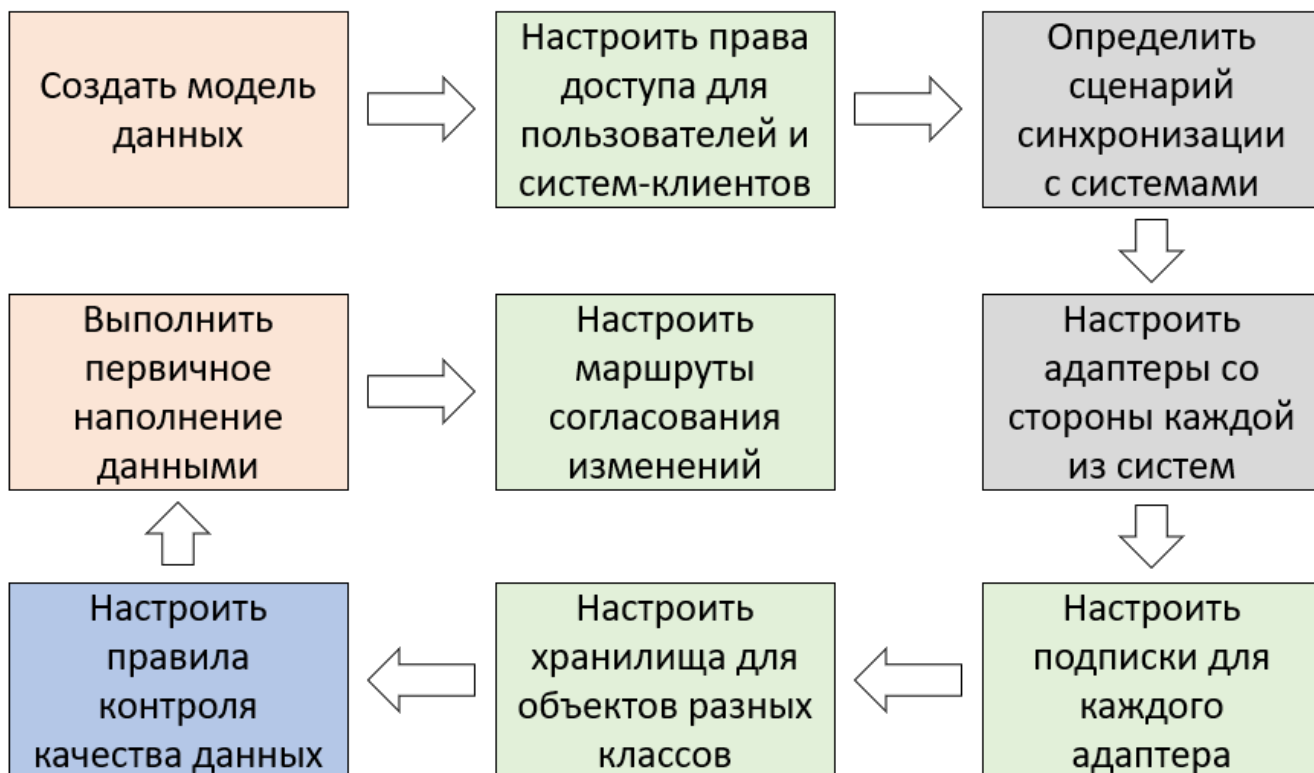 Создать модель
данных
Настроить права
доступа для
пользователей и
систем-клиентов
Определить
сценарий
синхронизации
с системами
Выполнить
первичное
наполнение
данными
Настроить
маршруты
согласования
изменений
Настроить
адаптеры со
стороны каждой
из систем
Настроить
правила
контроля
качества данных
Настроить
хранилища для
объектов разных
классов
Настроить
подписки для
каждого
адаптера